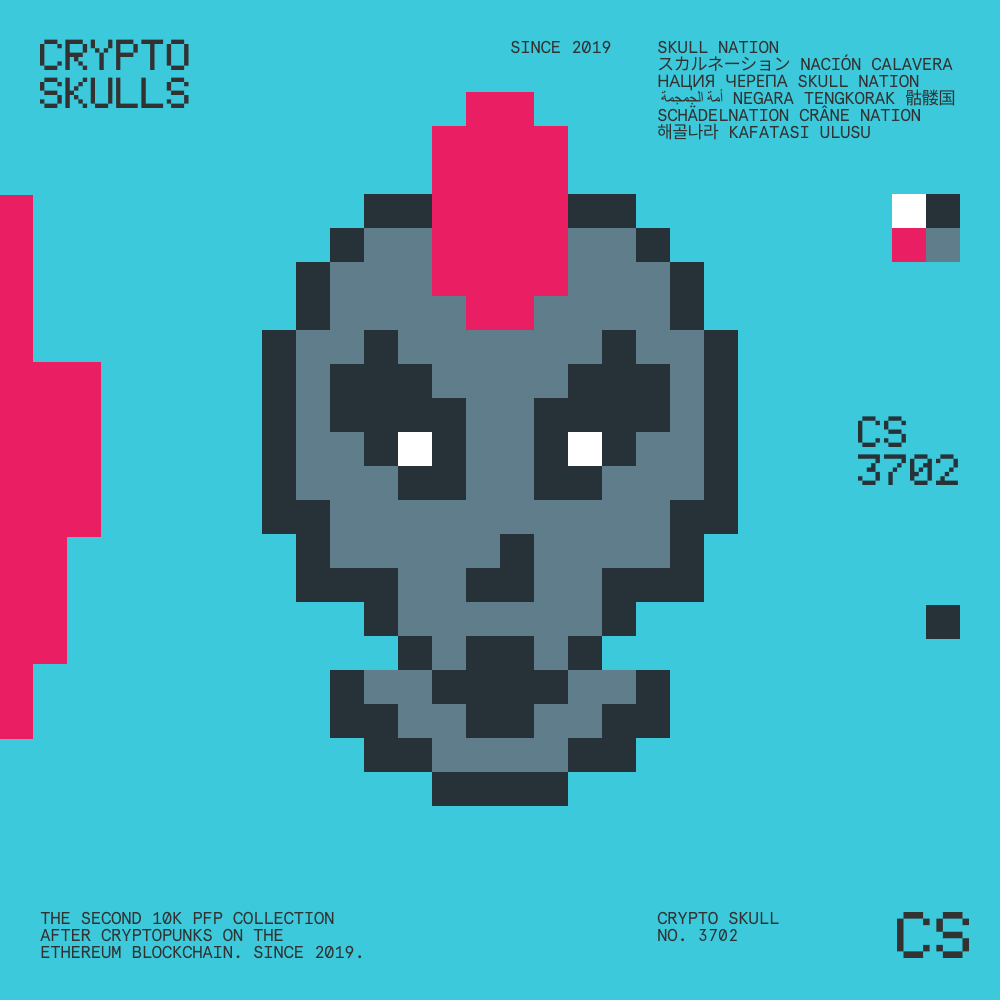 CRYPTO
SKULLS
SINCE 2019
SKULL NATION
スカルネーション NACIÓN CALAVERA
НАЦИЯ ЧЕРЕПА SKULL NATION
أمة الجمجمة NEGARA TENGKORAK 骷髅国
SCHÄDELNATION CRÂNE NATION
해골나라 KAFATASI ULUSU
CS
3702
THE SECOND 10K PFP COLLECTION
AFTER CRYPTOPUNKS ON THE
ETHEREUM BLOCKCHAIN. SINCE 2019.
CRYPTO SKULL
NO. 3702
CS